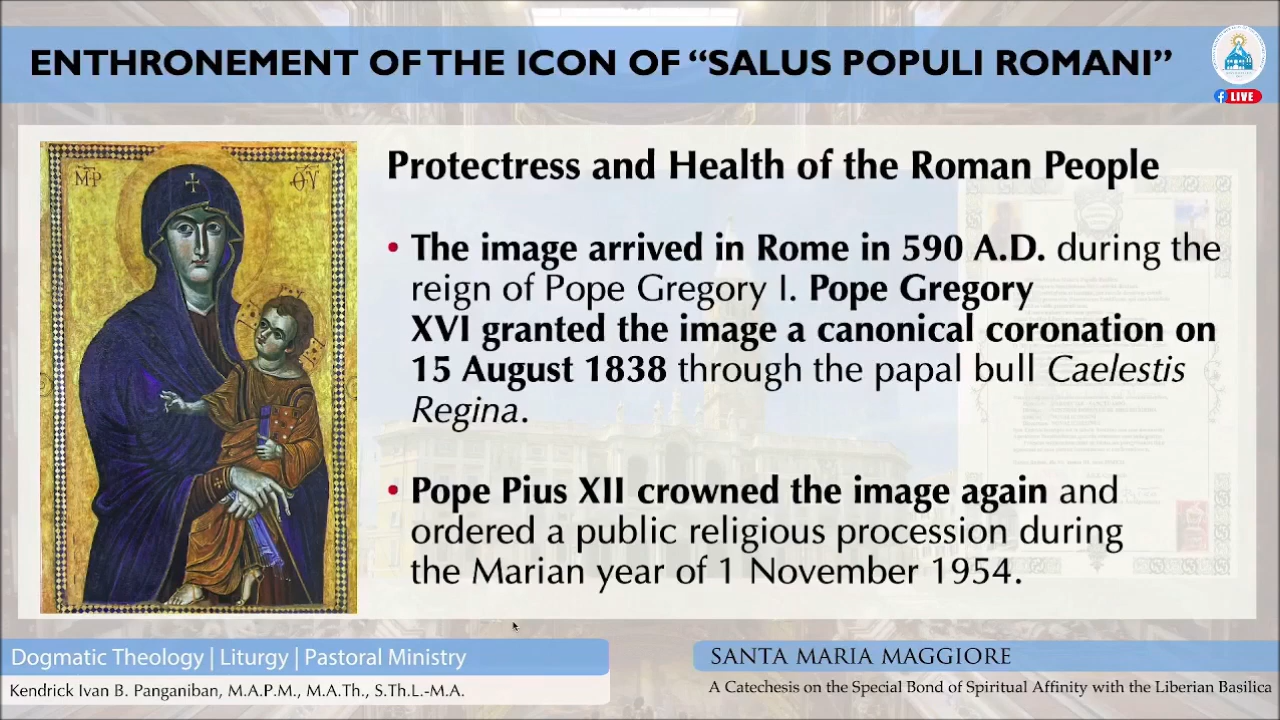 ENTHRONEMENT OF THE ICON OF “SALUS POPULI ROMANI”
LIVE
Protectress and Health of the Roman People
• The image arrived in Rome in 590 A.D. during the
reign of Pope Gregory I. Pope Gregory
XVI granted the image a canonical coronation on
15 August 1838 through the papal bull Caelestis
Regina.
• Pope Pius XII crowned the image again and
ordered a public religious procession during
the Marian year of 1 November 1954.
Dogmatic Theology | Liturgy | Pastoral Ministry
Kendrick Ivan B. Panganiban, M.A.P.M., M.A.Th., S.Th.L.-M.A.
SANTA MARIA MAGGIORE
A Catechesis on the Special Bond of Spiritual Affinity with the Liberian Basilica